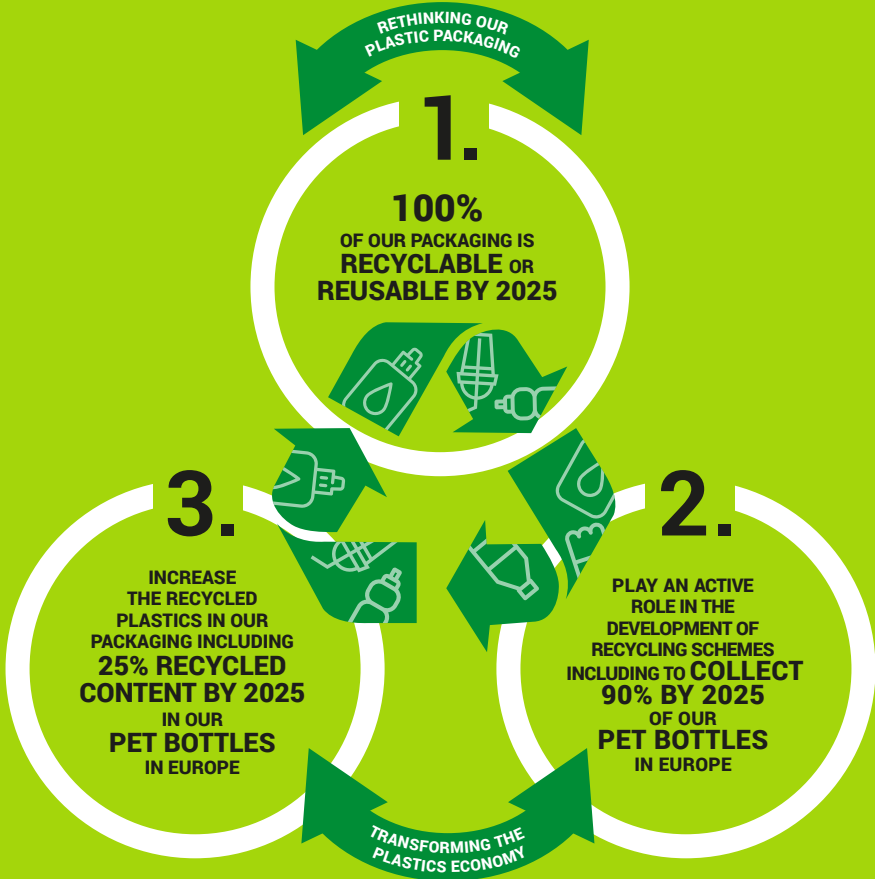 RETHINKING OUR
PLASTIC PACKAGING
1.
100%
OF OUR PACKAGING IS
RECYCLABLE OR
REUSABLE BY 2025
2.
PLAY AN ACTIVE
ROLE IN THE
DEVELOPMENT OF
RECYCLING SCHEMES
INCLUDING TO COLLECT
90% BY 2025
OF OUR
PET BOTTLES
IN EUROPE
3.
INCREASE
THE RECYCLED
PLASTICS IN OUR
PACKAGING INCLUDING
25% RECYCLED
CONTENT BY 2025
IN OUR
PET BOTTLES
IN EUROPE
TRANSFORMING THE
PLASTICS ECONOMY